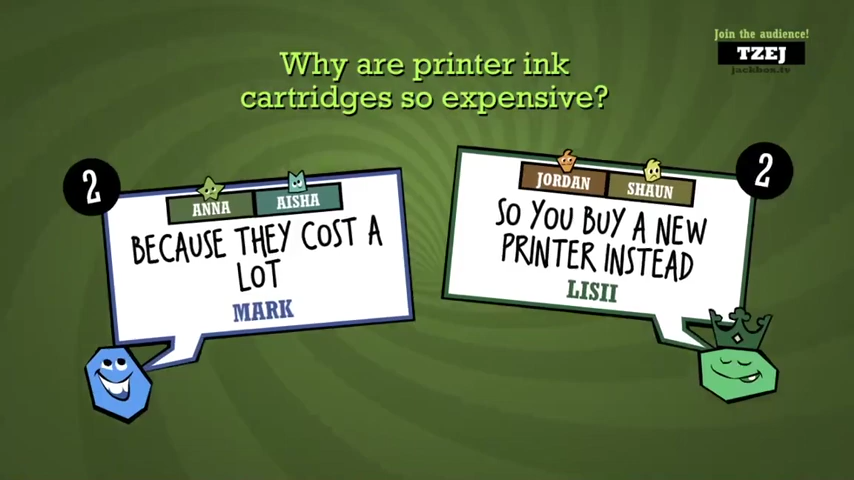 Join the audience!
TZEJ
jackbox.tv
Why are printer ink
cartridges so expensive?
2
ANNA
AISHA
BECAUSE THEY COST A
LOT
MARK
2
JORDAN
SHAUN
SO YOU BUY A NEW
PRINTER INSTEAD
LISII